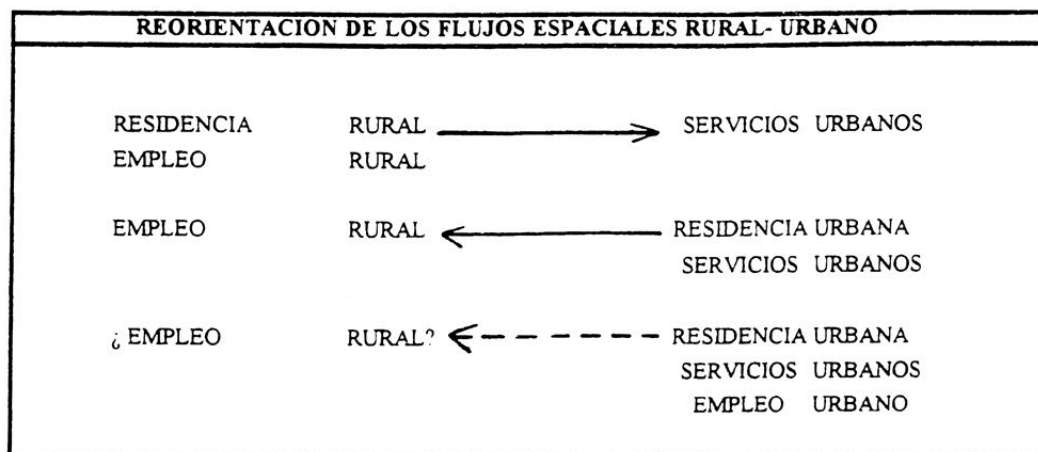 REORIENTACION DE LOS FLUJOS ESPACIALES RURAL- URBANO
RESIDENCIA RURAL SERVICIOS URBANOS
EMPLEO RURAL
EMPLEO RURAL RESIDENCIA URBANA
SERVICIOS URBANOS
¿ EMPLEO RURAL? RESIDENCIA URBANA
SERVICIOS URBANOS
EMPLEO URBANO